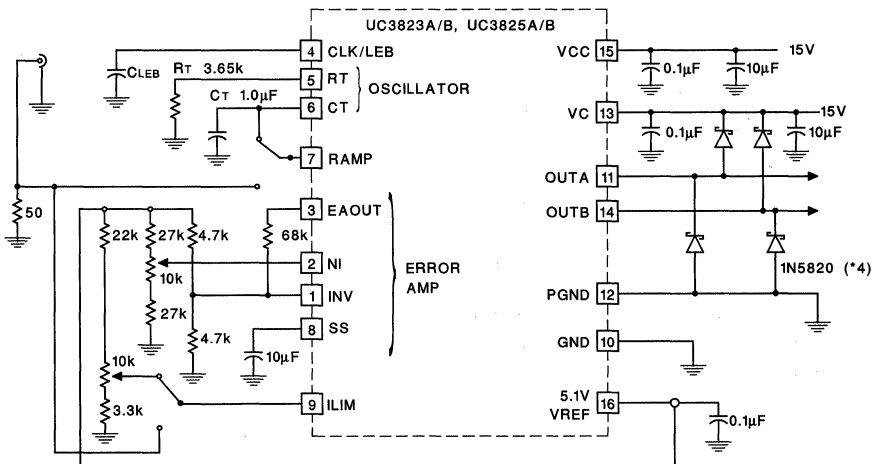 UC3823A/B, UC3825A/B
4 CLK/LEB
CLEB
RT 3.65k
5 RT
OSCILLATOR
CT 1.0µF
6 CT
7 RAMP
50
3 EAOUT
22k
27k
4.7k
68k
2 NI
10k
ERROR
AMP
1 INV
27k
8 SS
4.7k
10µF
10k
3.3k
9 ILIM
VCC 15
15V
0.1µF
10µF
VC 13
15V
0.1µF
10µF
OUTA 11
OUTB 14
1N5820 (*4)
PGND 12
GND 10
5.1V
VREF 16
0.1µF